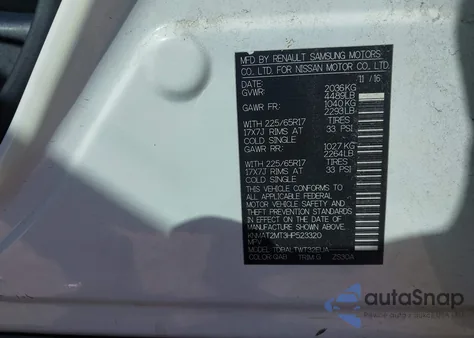 MFD BY RENAULT SAMSUNG MOTORS
CO. LTD. FOR NISSAN MOTOR CO., LTD.
DATE: 11 / 16
GVWR: 2036KG
4489LB
GAWR FR: 1040KG
2293LB
WITH 225/65R17 TIRES
17X7J RIMS AT 33 PSI
COLD SINGLE
GAWR RR: 1027KG
2264LB
WITH 225/65R17 TIRES
17X7J RIMS AT 33 PSI
COLD SINGLE
THIS VEHICLE CONFORMS TO
ALL APPLICABLE FEDERAL
MOTOR VEHICLE SAFETY AND
THEFT PREVENTION STANDARDS
IN EFFECT ON THE DATE OF
MANUFACTURE SHOWN ABOVE.
KNMAT2MT3HP523320
MPV
MODEL:
COLOR: QAB TRIM: G
autoSnap